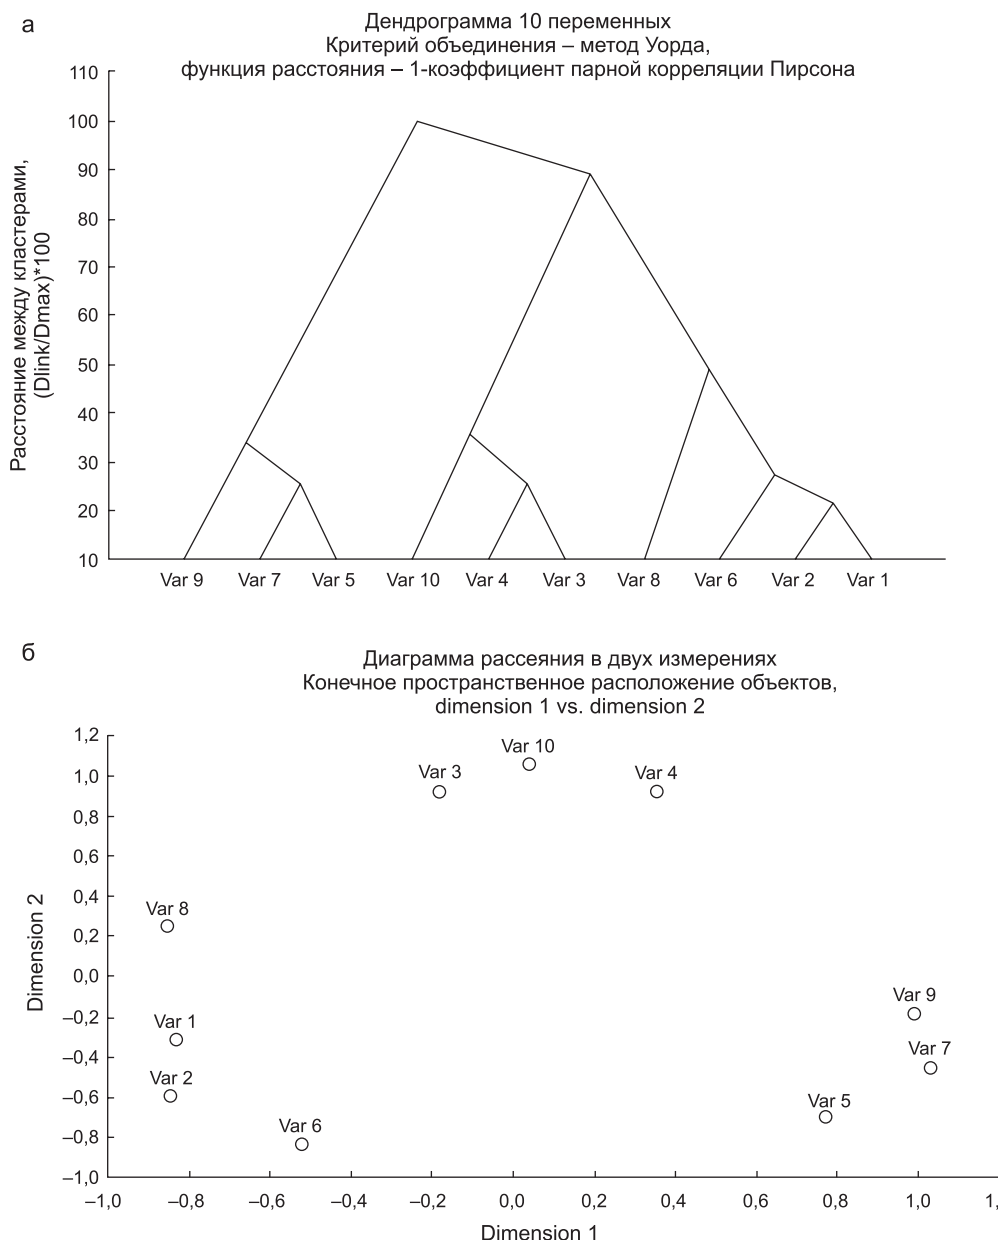 а
Дендрограмма 10 переменных
Критерий объединения – метод Уорда,
функция расстояния – 1-коэффициент парной корреляции Пирсона
Расстояние между кластерами,
(Dlink/Dmax)*100
110
100
90
80
70
60
50
40
30
20
10
Var 9 Var 7 Var 5 Var 10 Var 4 Var 3 Var 8 Var 6 Var 2 Var 1
б
Диаграмма рассеяния в двух измерениях
Конечное пространственное расположение объектов,
dimension 1 vs. dimension 2
Dimension 2
1,2
1,0
0,8
0,6
0,4
0,2
0,0
–0,2
–0,4
–0,6
–0,8
–1,0
Var 10
Var 3
Var 4
Var 8
Var 9
Var 1
Var 7
Var 2
Var 5
Var 6
–1,0 –0,8 –0,6 –0,4 –0,2 0,0 0,2 0,4 0,6 0,8 1,0 1,
Dimension 1